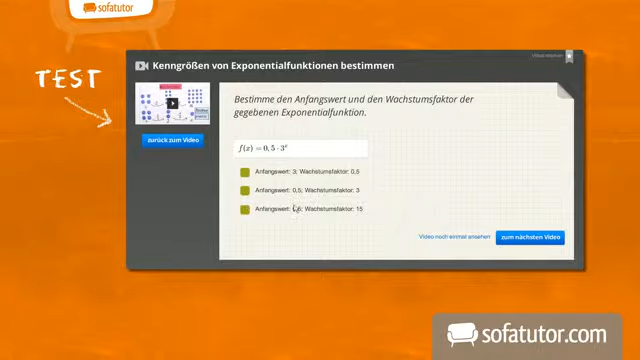 sofatutor
TEST
Kenngrößen von Exponentialfunktionen bestimmen
Bestimme den Anfangswert und den Wachstumsfaktor der
gegebenen Exponentialfunktion.
zurück zum Video
f(x) = 0, 5 · 3ˣ
Anfangswert: 3; Wachstumsfaktor: 0,5
Anfangswert: 0,5; Wachstumsfaktor: 3
Anfangswert: Wachstumsfaktor: 15
Video noch einmal ansehen
zum nächsten Video
sofatutor.com